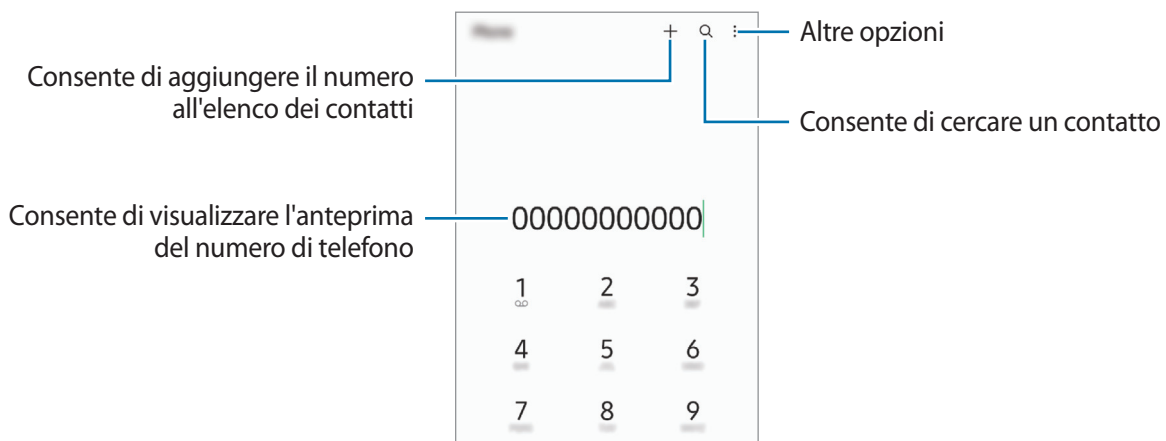 Altre opzioni
Consente di aggiungere il numero
all'elenco dei contatti
Consente di cercare un contatto
Consente di visualizzare l'anteprima
del numero di telefono
00000000000
1 2 3
4 5 6
7 8 9